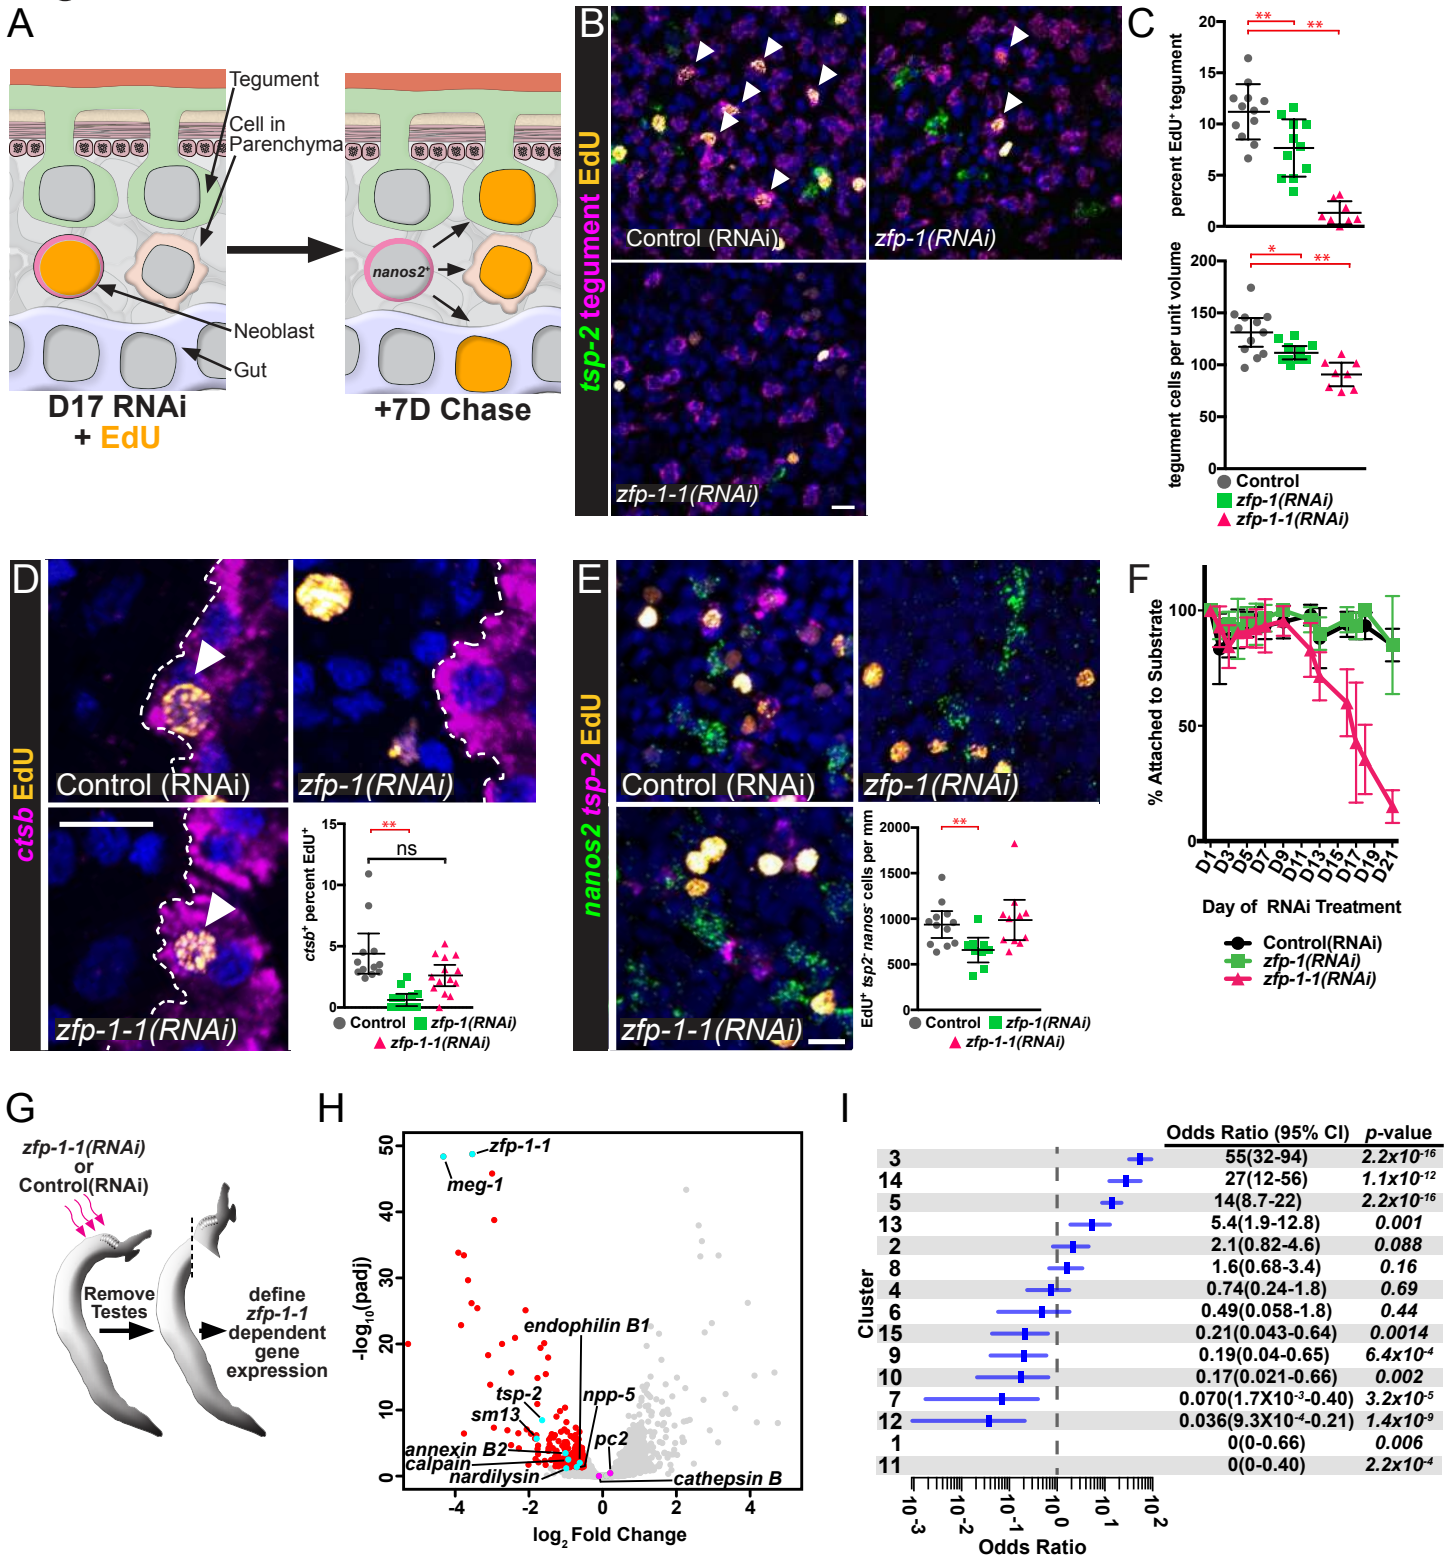 A
Tegument
Cell in
Parenchyma
nanos2⁺
Neoblast
Gut
D17 RNAi
+ EdU
+7D Chase
B
tsp-2 tegument EdU
Control (RNAi)
zfp-1(RNAi)
zfp-1-1(RNAi)
C
percent EdU⁺ tegument
20
15
10
5
0
**
**
tegument cells per unit volume
200
150
100
50
0
*
**
Control
zfp-1(RNAi)
zfp-1-1(RNAi)
D
ctsb EdU
Control (RNAi)
zfp-1(RNAi)
zfp-1-1(RNAi)
ctsb⁺ percent EdU⁺
15
10
5
0
**
ns
Control
zfp-1(RNAi)
zfp-1-1(RNAi)
E
nanos2 tsp-2 EdU
Control (RNAi)
zfp-1(RNAi)
zfp-1-1(RNAi)
EdU⁺ tsp2⁻ nanos⁻ cells per mm
2000
1500
1000
500
0
**
Control
zfp-1(RNAi)
zfp-1-1(RNAi)
F
% Attached to Substrate
100
50
0
D1
D3
D5
D7
D9
D11
D13
D15
D17
D19
D21
Day of RNAi Treatment
Control(RNAi)
zfp-1(RNAi)
zfp-1-1(RNAi)
G
zfp-1-1(RNAi)
or
Control(RNAi)
Remove
Testes
define
zfp-1-1
dependent
gene
expression
H
-log₁₀(padj)
50
40
30
20
10
0
zfp-1-1
meg-1
endophilin B1
tsp-2
npp-5
sm13
pc2
annexin B2
calpain
nardilysin
cathepsin B
-4
-2
0
2
4
log₂ Fold Change
I
Odds Ratio (95% CI) p-value
Cluster
3 55(32-94) 2.2x10⁻¹⁶
14 27(12-56) 1.1x10⁻¹²
5 14(8.7-22) 2.2x10⁻¹⁶
13 5.4(1.9-12.8) 0.001
2 2.1(0.82-4.6) 0.088
8 1.6(0.68-3.4) 0.16
4 0.74(0.24-1.8) 0.69
6 0.49(0.058-1.8) 0.44
15 0.21(0.043-0.64) 0.0014
9 0.19(0.04-0.65) 6.4x10⁻⁴
10 0.17(0.021-0.66) 0.002
7 0.070(1.7X10⁻³-0.40) 3.2x10⁻⁵
12 0.036(9.3X10⁻⁴-0.21) 1.4x10⁻⁹
1 0(0-0.66) 0.006
11 0(0-0.40) 2.2x10⁻⁴
10⁻³
10⁻²
10⁻¹
10⁰
10¹
10²
Odds Ratio